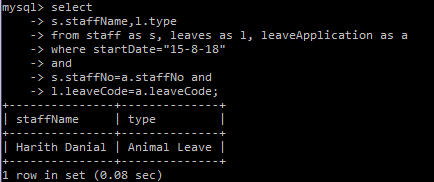 mysql> select
    -> s.staffName,l.type
    -> from staff as s, leaves as l, leaveApplication as a
    -> where startDate="15-8-18"
    -> and
    -> s.staffNo=a.staffNo and
    -> l.leaveCode=a.leaveCode;
+---------------+--------------+
| staffName     | type         |
+---------------+--------------+
| Harith Danial | Animal Leave |
+---------------+--------------+
1 row in set (0.08 sec)